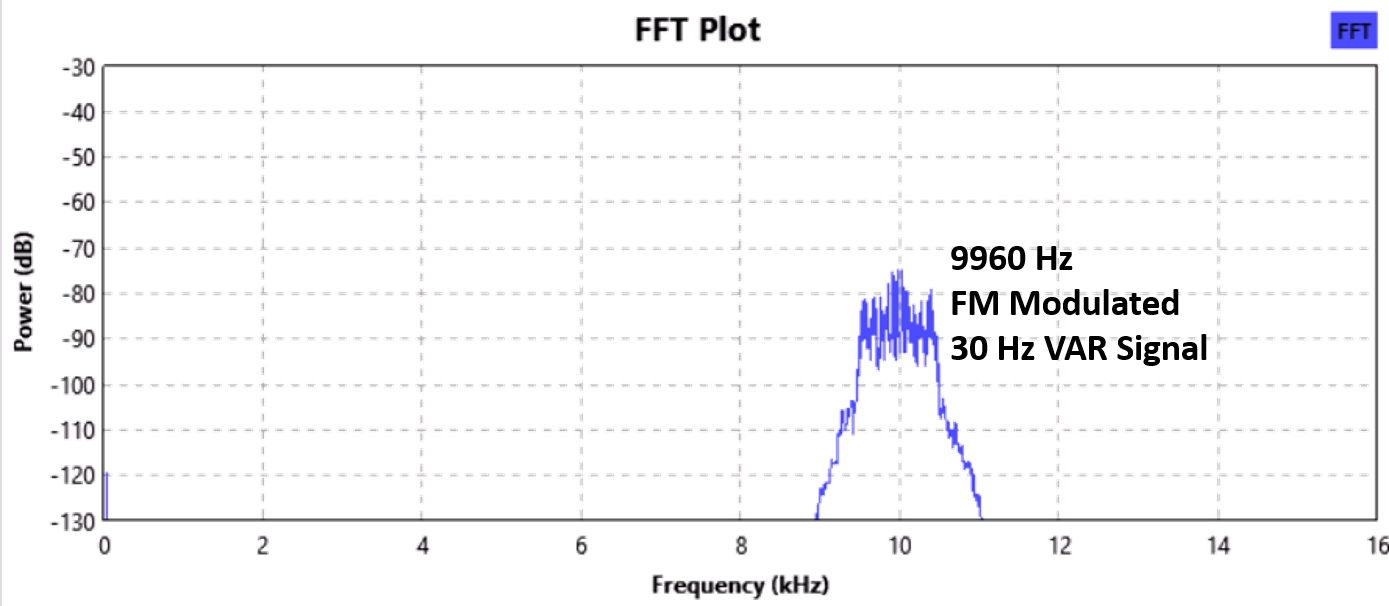 FFT Plot
FFT
-30
-40
-50
-60
-70
-80
-90
-100
-110
-120
-130
Power (dB)
9960 Hz
FM Modulated
30 Hz VAR Signal
0 2 4 6 8 10 12 14 16
Frequency (kHz)